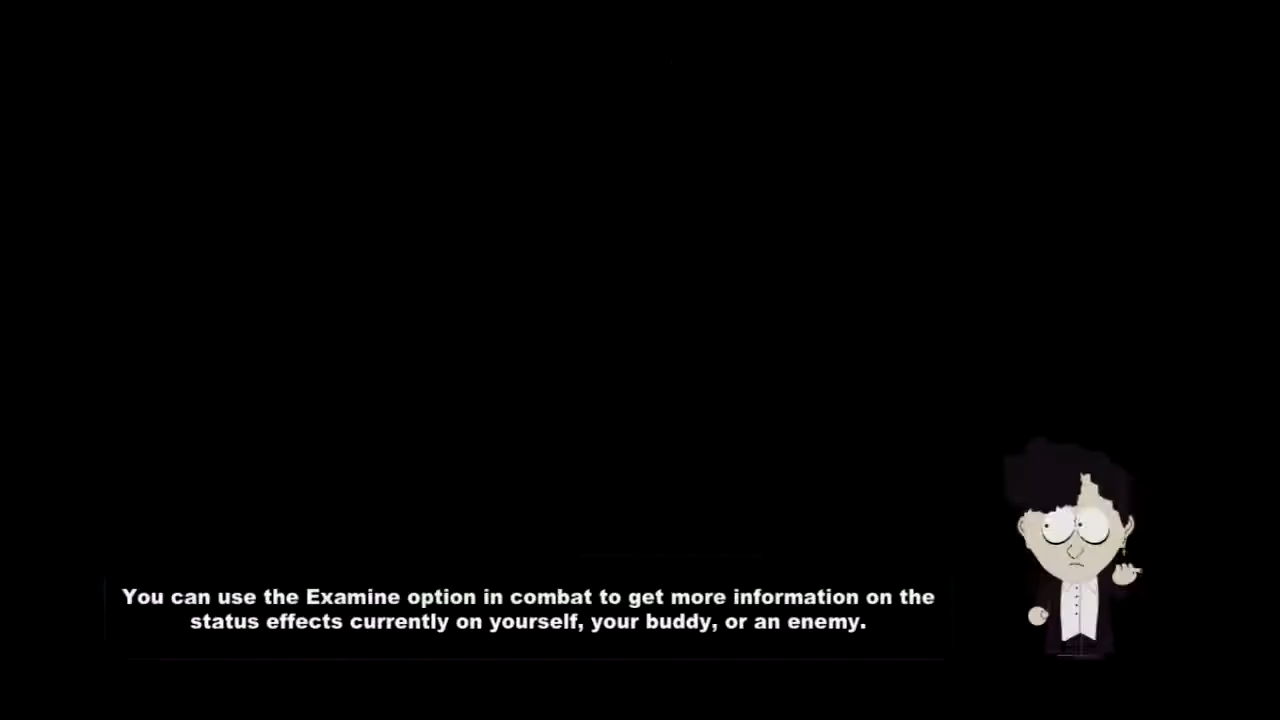 You can use the Examine option in combat to get more information on the
status effects currently on yourself, your buddy, or an enemy.